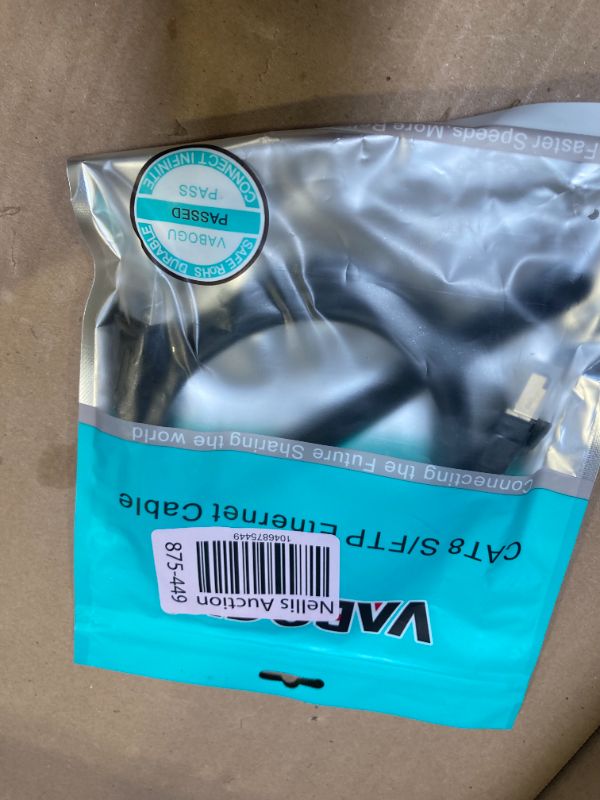 Nellis Auction
1046875449
875-449
CAT8 S/FTP Ethernet Cable
Connecting the Future Sharing the world
SAFE RoHS DURABLE
VABOGU
PASSED
PASS
CONNECT INFINITE
Faster Speeds, More